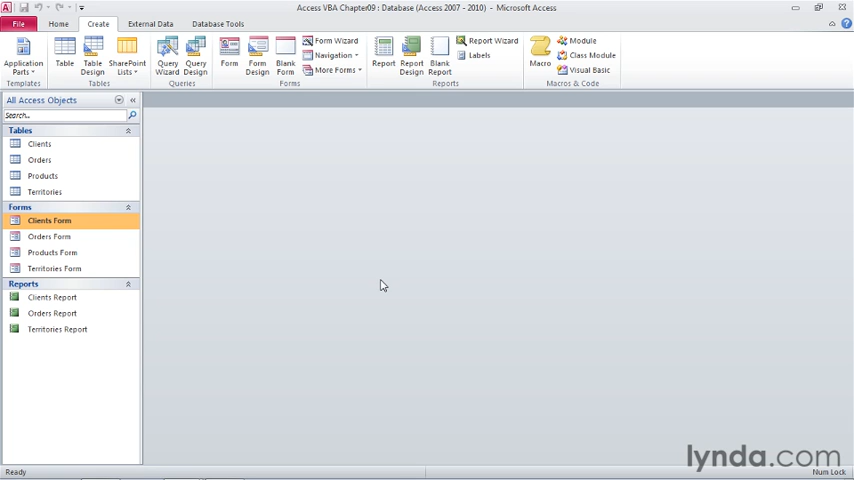 Access VBA Chapter09 : Database (Access 2007 - 2010) - Microsoft Access
File Home Create External Data Database Tools
Application Parts Table Table Design SharePoint Lists Query Wizard Query Design Form Form Design Blank Form Form Wizard Navigation More Forms Report Report Design Blank Report Report Wizard Labels Macro Module Class Module Visual Basic
Templates Tables Queries Forms Reports Macros & Code
All Access Objects
Search...
Tables
Clients
Orders
Products
Territories
Forms
Clients Form
Orders Form
Products Form
Territories Form
Reports
Clients Report
Orders Report
Territories Report
lynda.com
Ready Num Lock